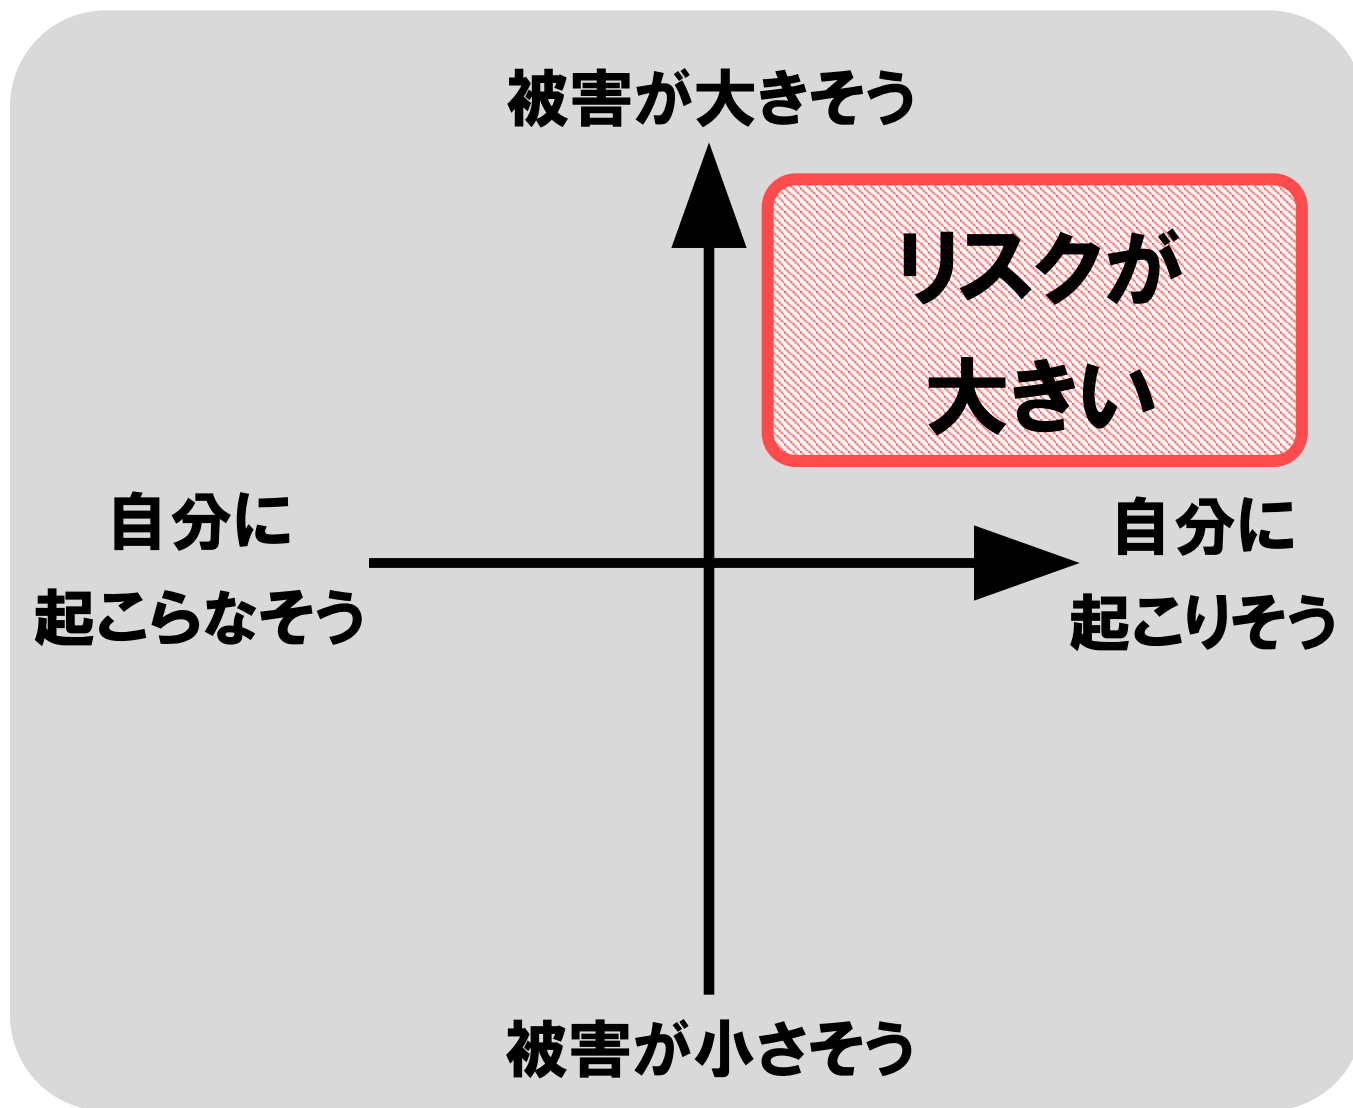 被害が大きそう
リスクが
大きい
自分に
起こらなそう
自分に
起こりそう
被害が小さそう